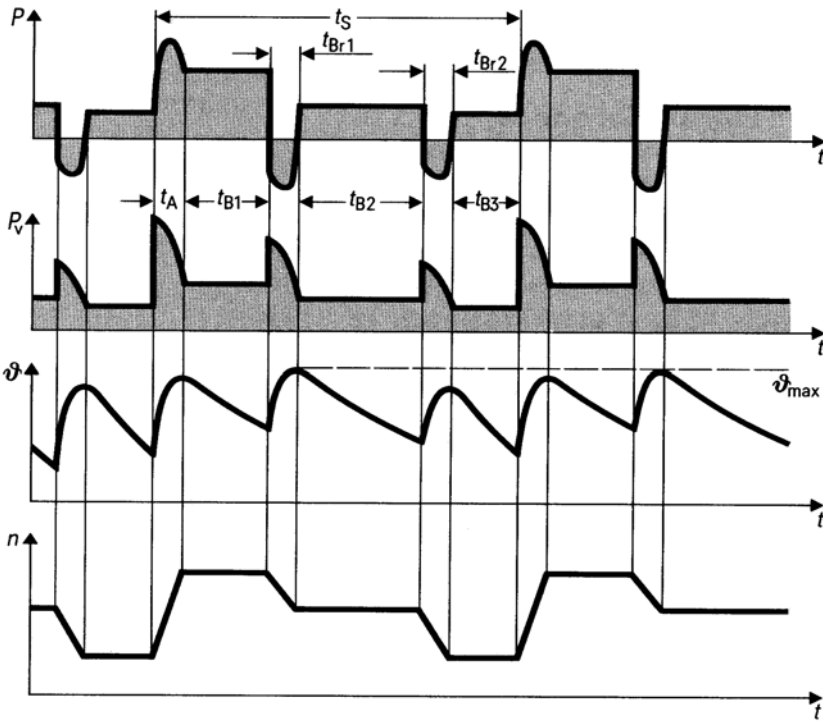 P
t_S
t_Br1
t_Br2
t
t_A
t_B1
t_B2
t_B3
P_v
t
ϑ
ϑ_max
t
n
t